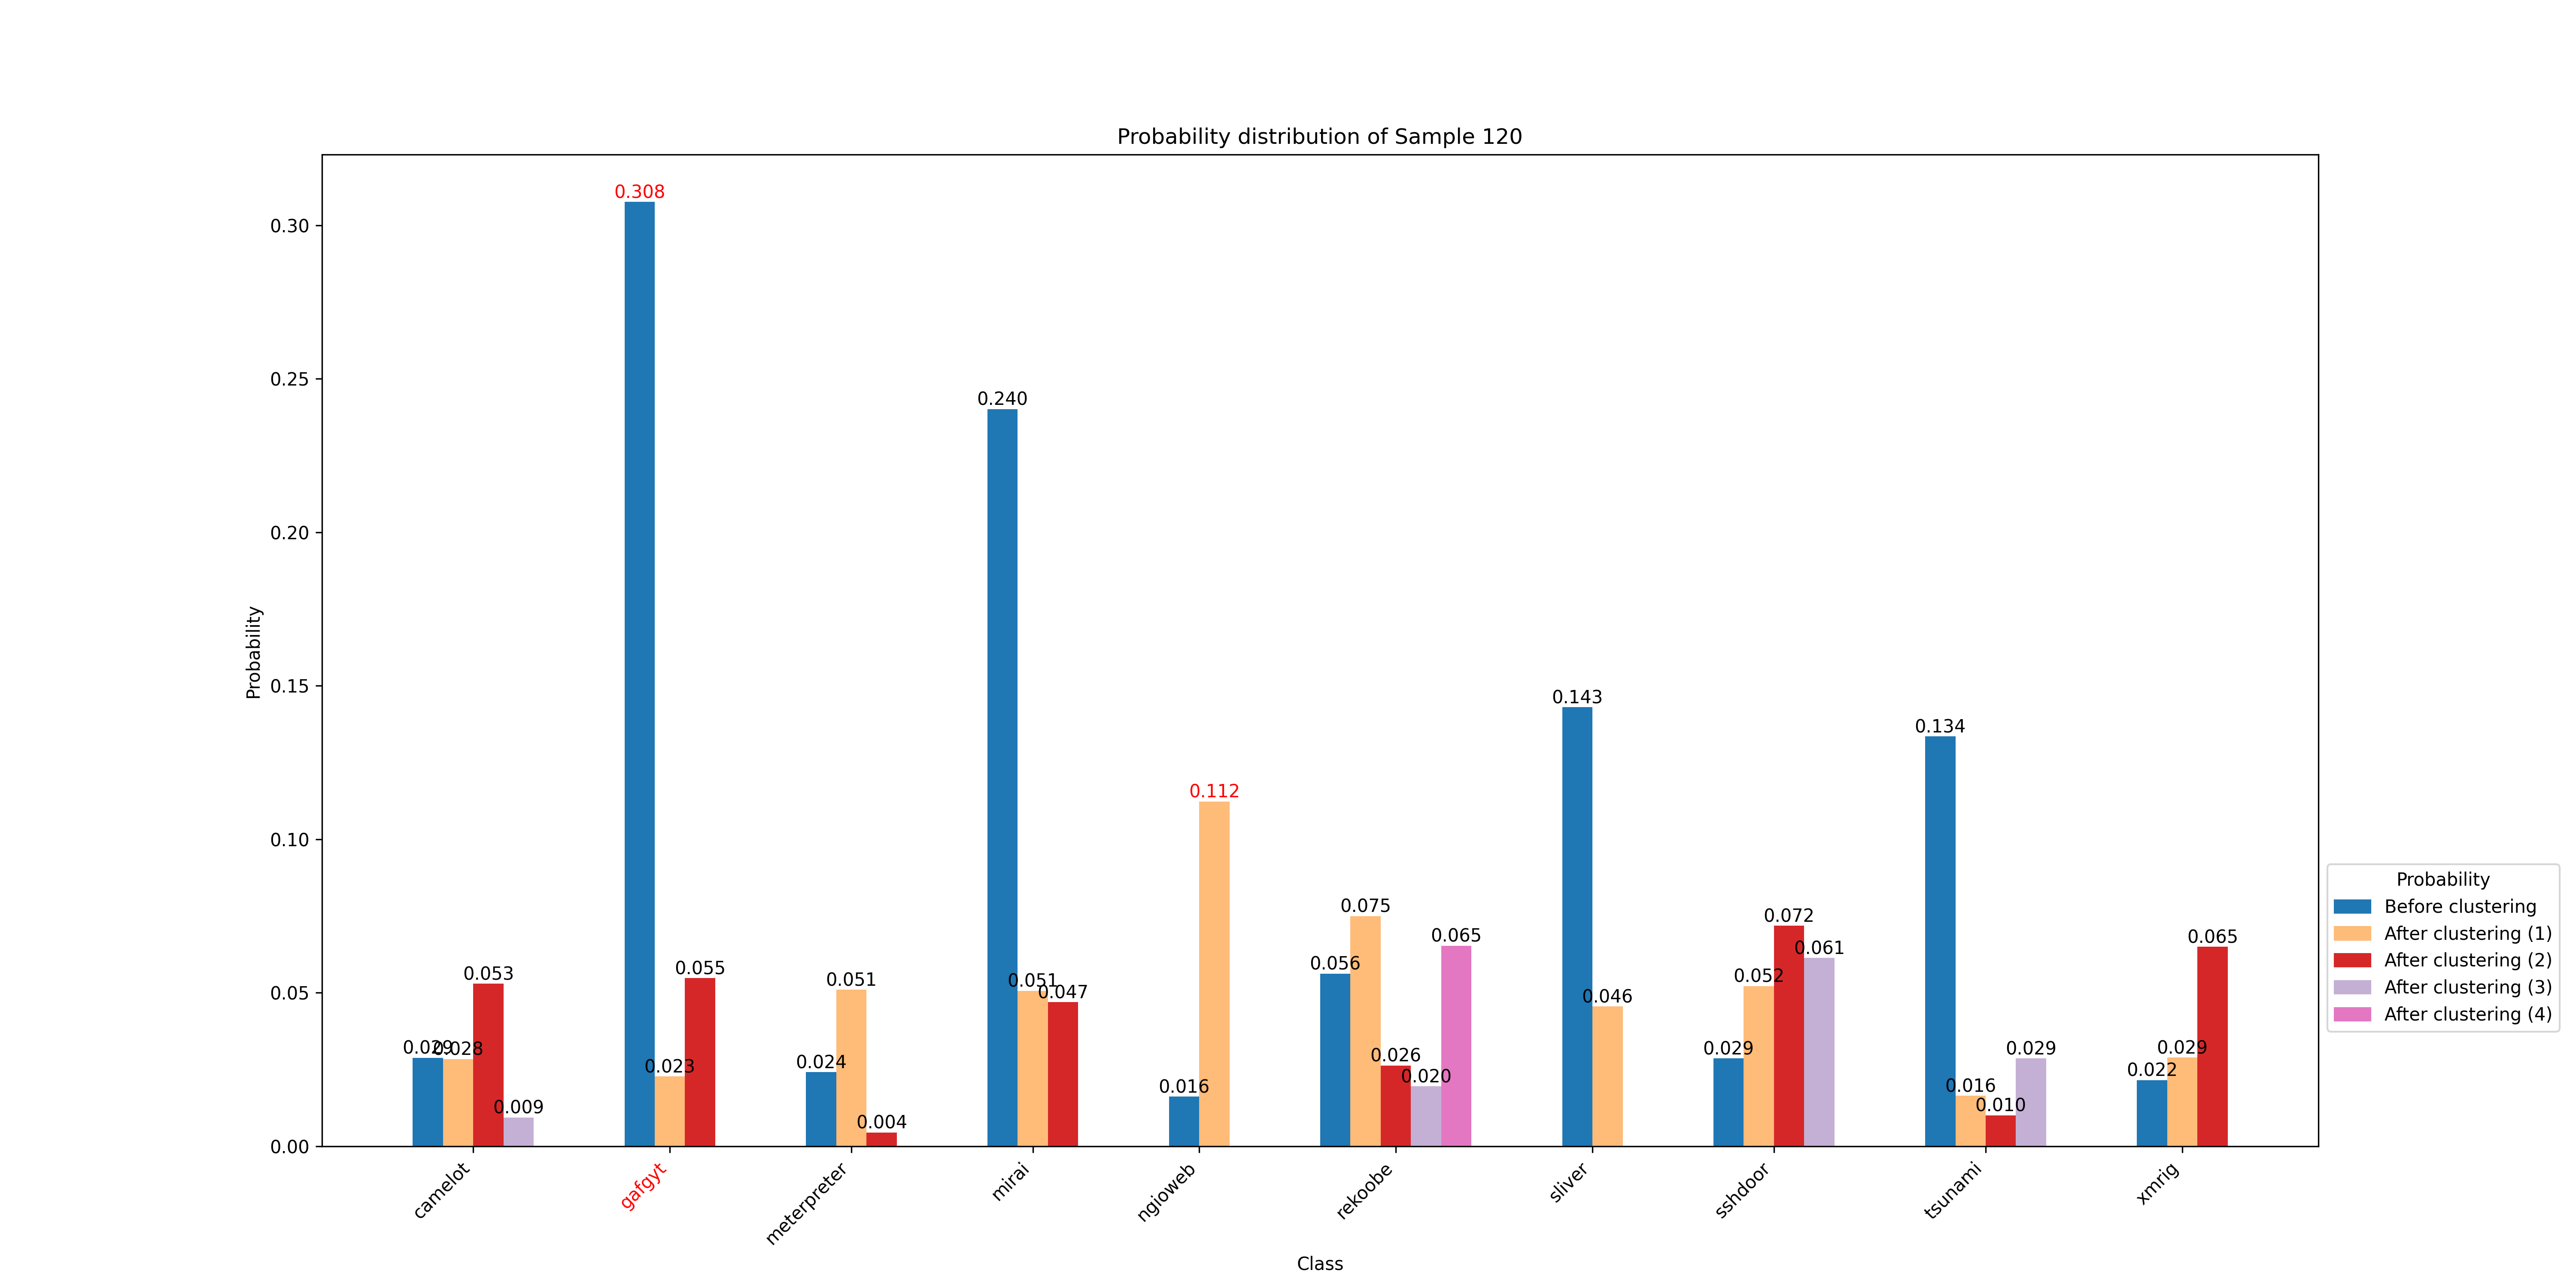 Probability distribution of Sample 120
Probability
0.30
0.25
0.20
0.15
0.10
0.05
0.00
0.029
0.028
0.053
0.009
0.308
0.023
0.055
0.024
0.051
0.004
0.240
0.051
0.047
0.016
0.112
0.056
0.075
0.026
0.020
0.065
0.143
0.046
0.029
0.052
0.072
0.061
0.134
0.016
0.010
0.029
0.022
0.029
0.065
camelot
gafgyt
meterpreter
mirai
ngioweb
rekoobe
sliver
sshdoor
tsunami
xmrig
Class
Probability
Before clustering
After clustering (1)
After clustering (2)
After clustering (3)
After clustering (4)